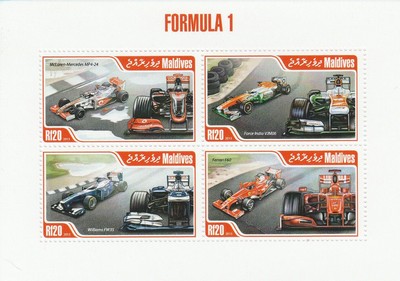 FORMULA 1
McLaren-Mercedes MP4-24
ދިވެހިރާއްޖެ Maldives
Rf20
ދިވެހިރާއްޖެ Maldives
Force India VJM06
Rf20
ދިވެހިރާއްޖެ Maldives
Williams FW35
Rf20
ދިވެހިރާއްޖެ Maldives
Ferrari
Rf20